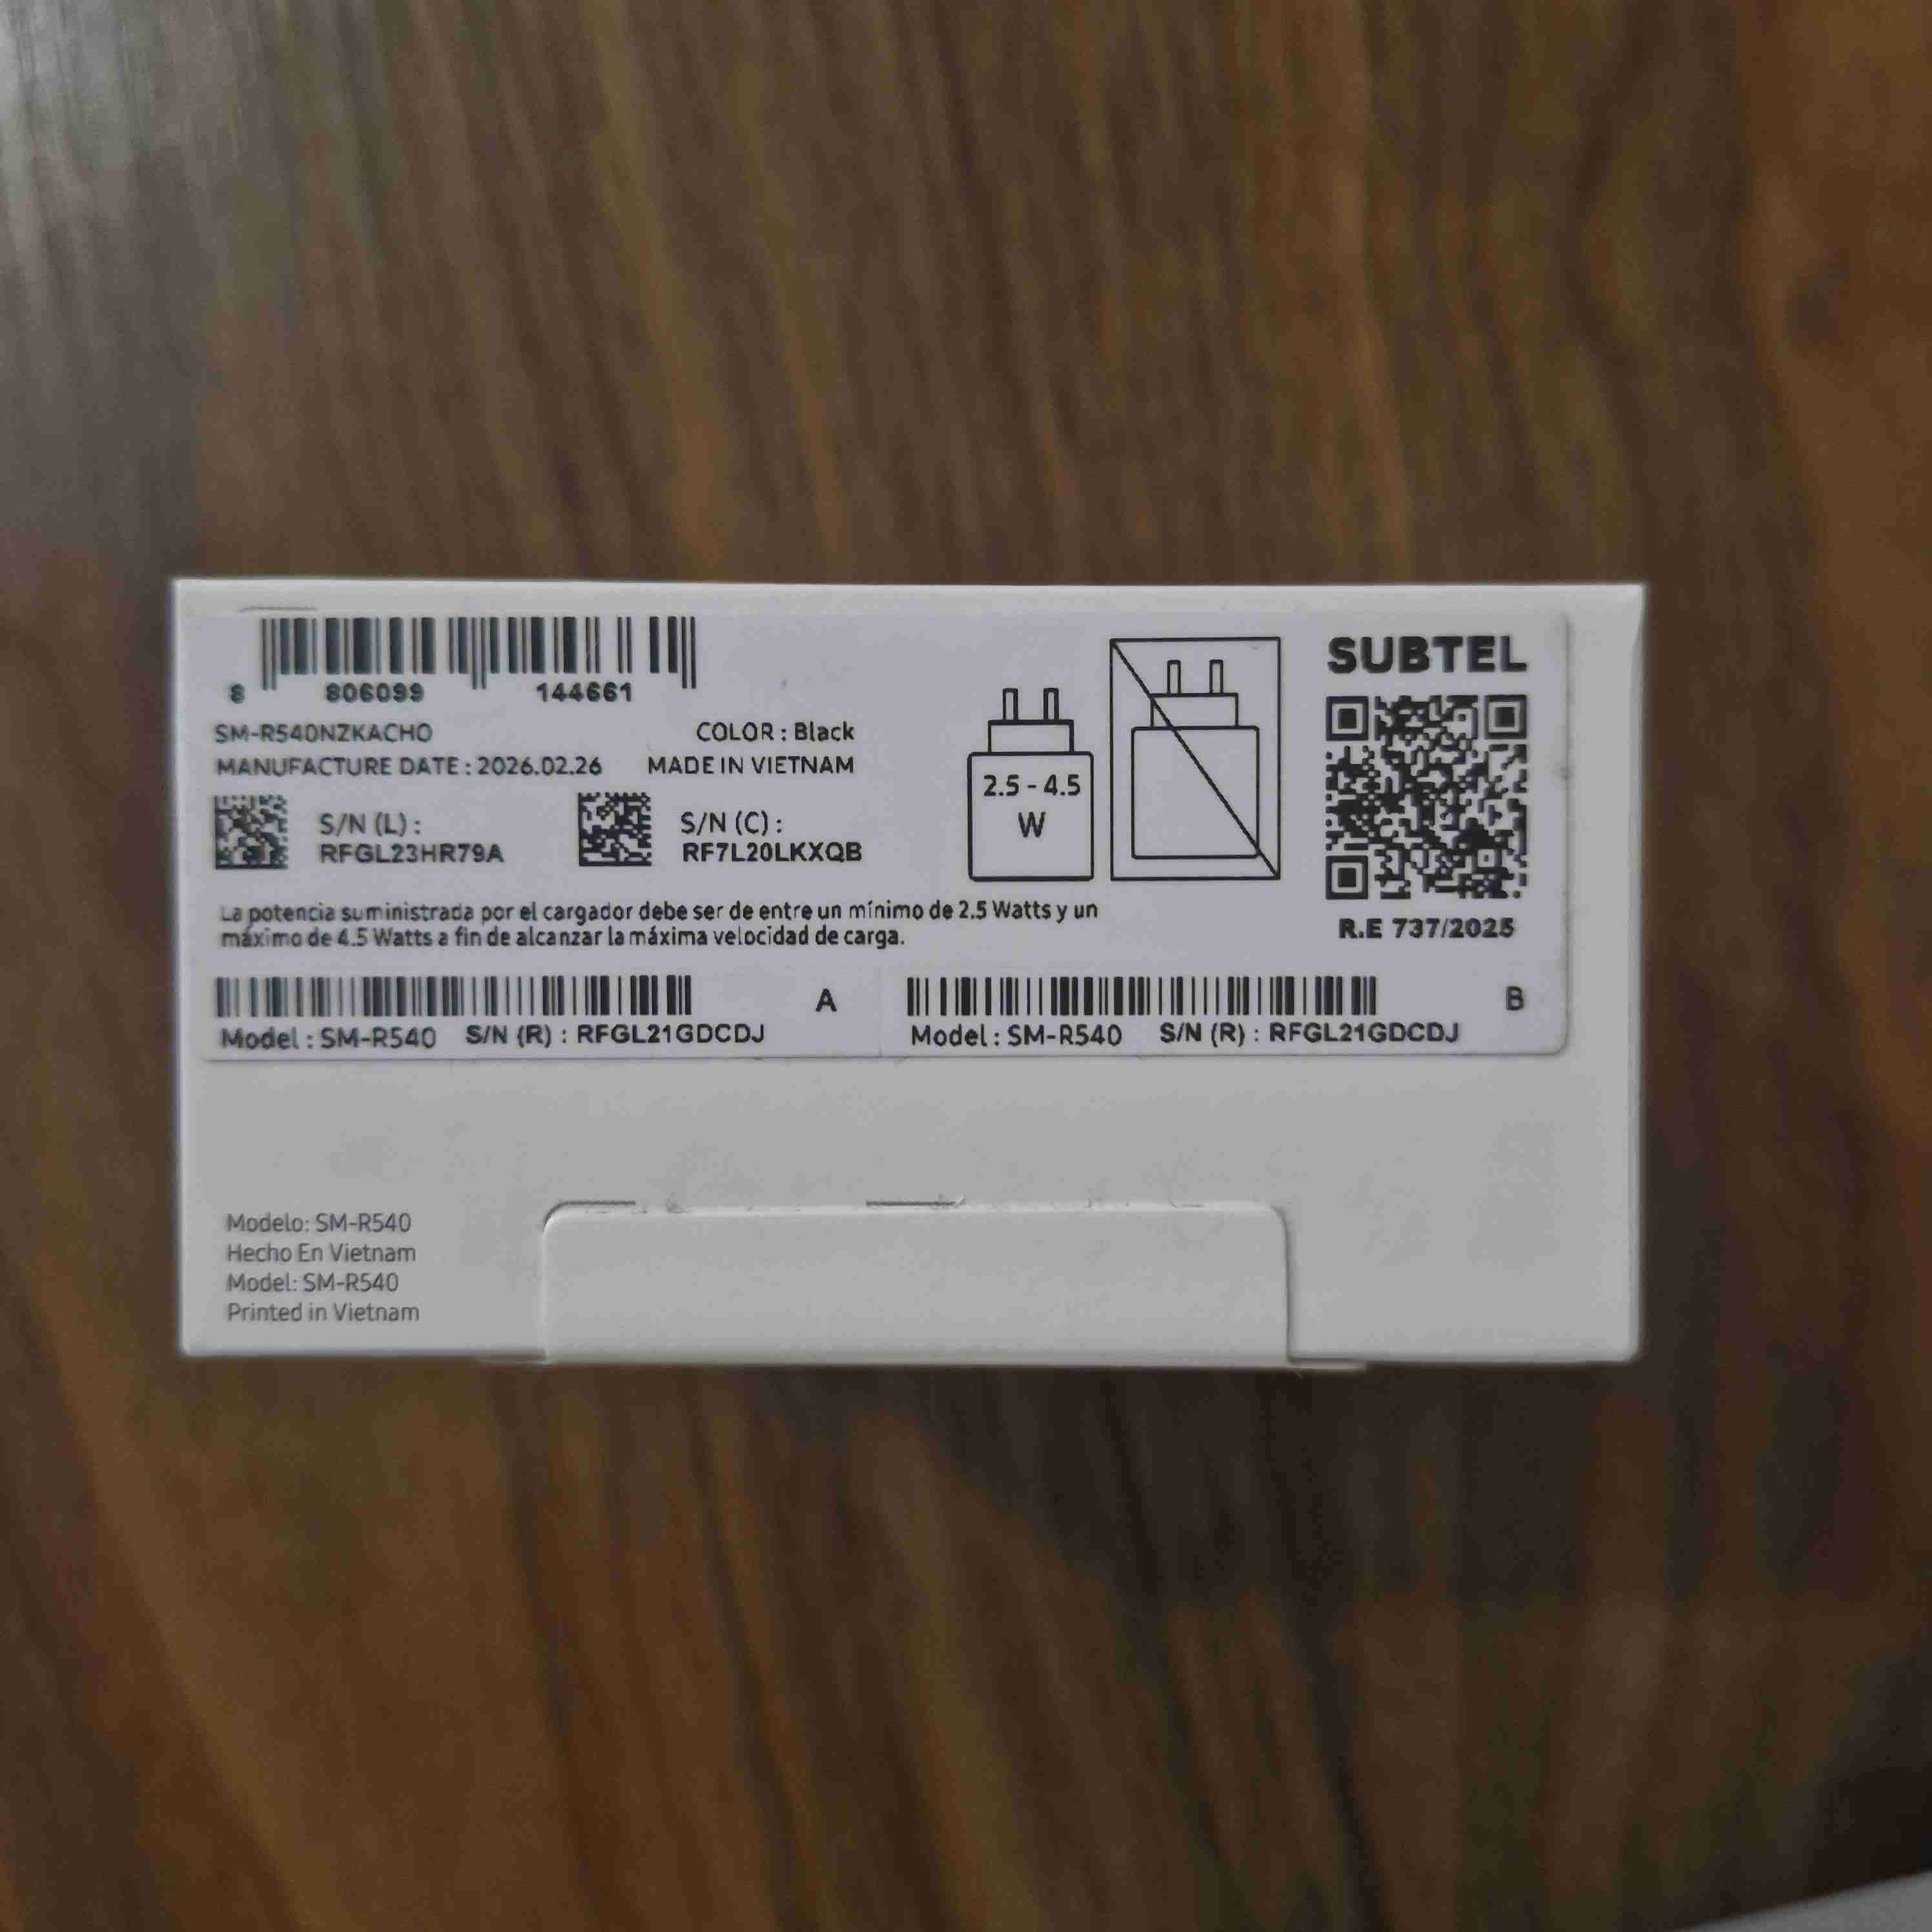 8 806099 144661
SM-R540NZKACHO
COLOR : Black
MANUFACTURE DATE : 2026.02.26
MADE IN VIETNAM
S/N (L) :
RFGL23HR79A
S/N (C) :
RF7L20LKXQB
2.5 - 4.5
W
SUBTEL
R.E 737/2025
La potencia suministrada por el cargador debe ser de entre un mínimo de 2.5 Watts y un
máximo de 4.5 Watts a fin de alcanzar la máxima velocidad de carga.
A
Model : SM-R540 S/N (R) : RFGL21GDCDJ
B
Model : SM-R540 S/N (R) : RFGL21GDCDJ
Modelo: SM-R540
Hecho En Vietnam
Model: SM-R540
Printed in Vietnam